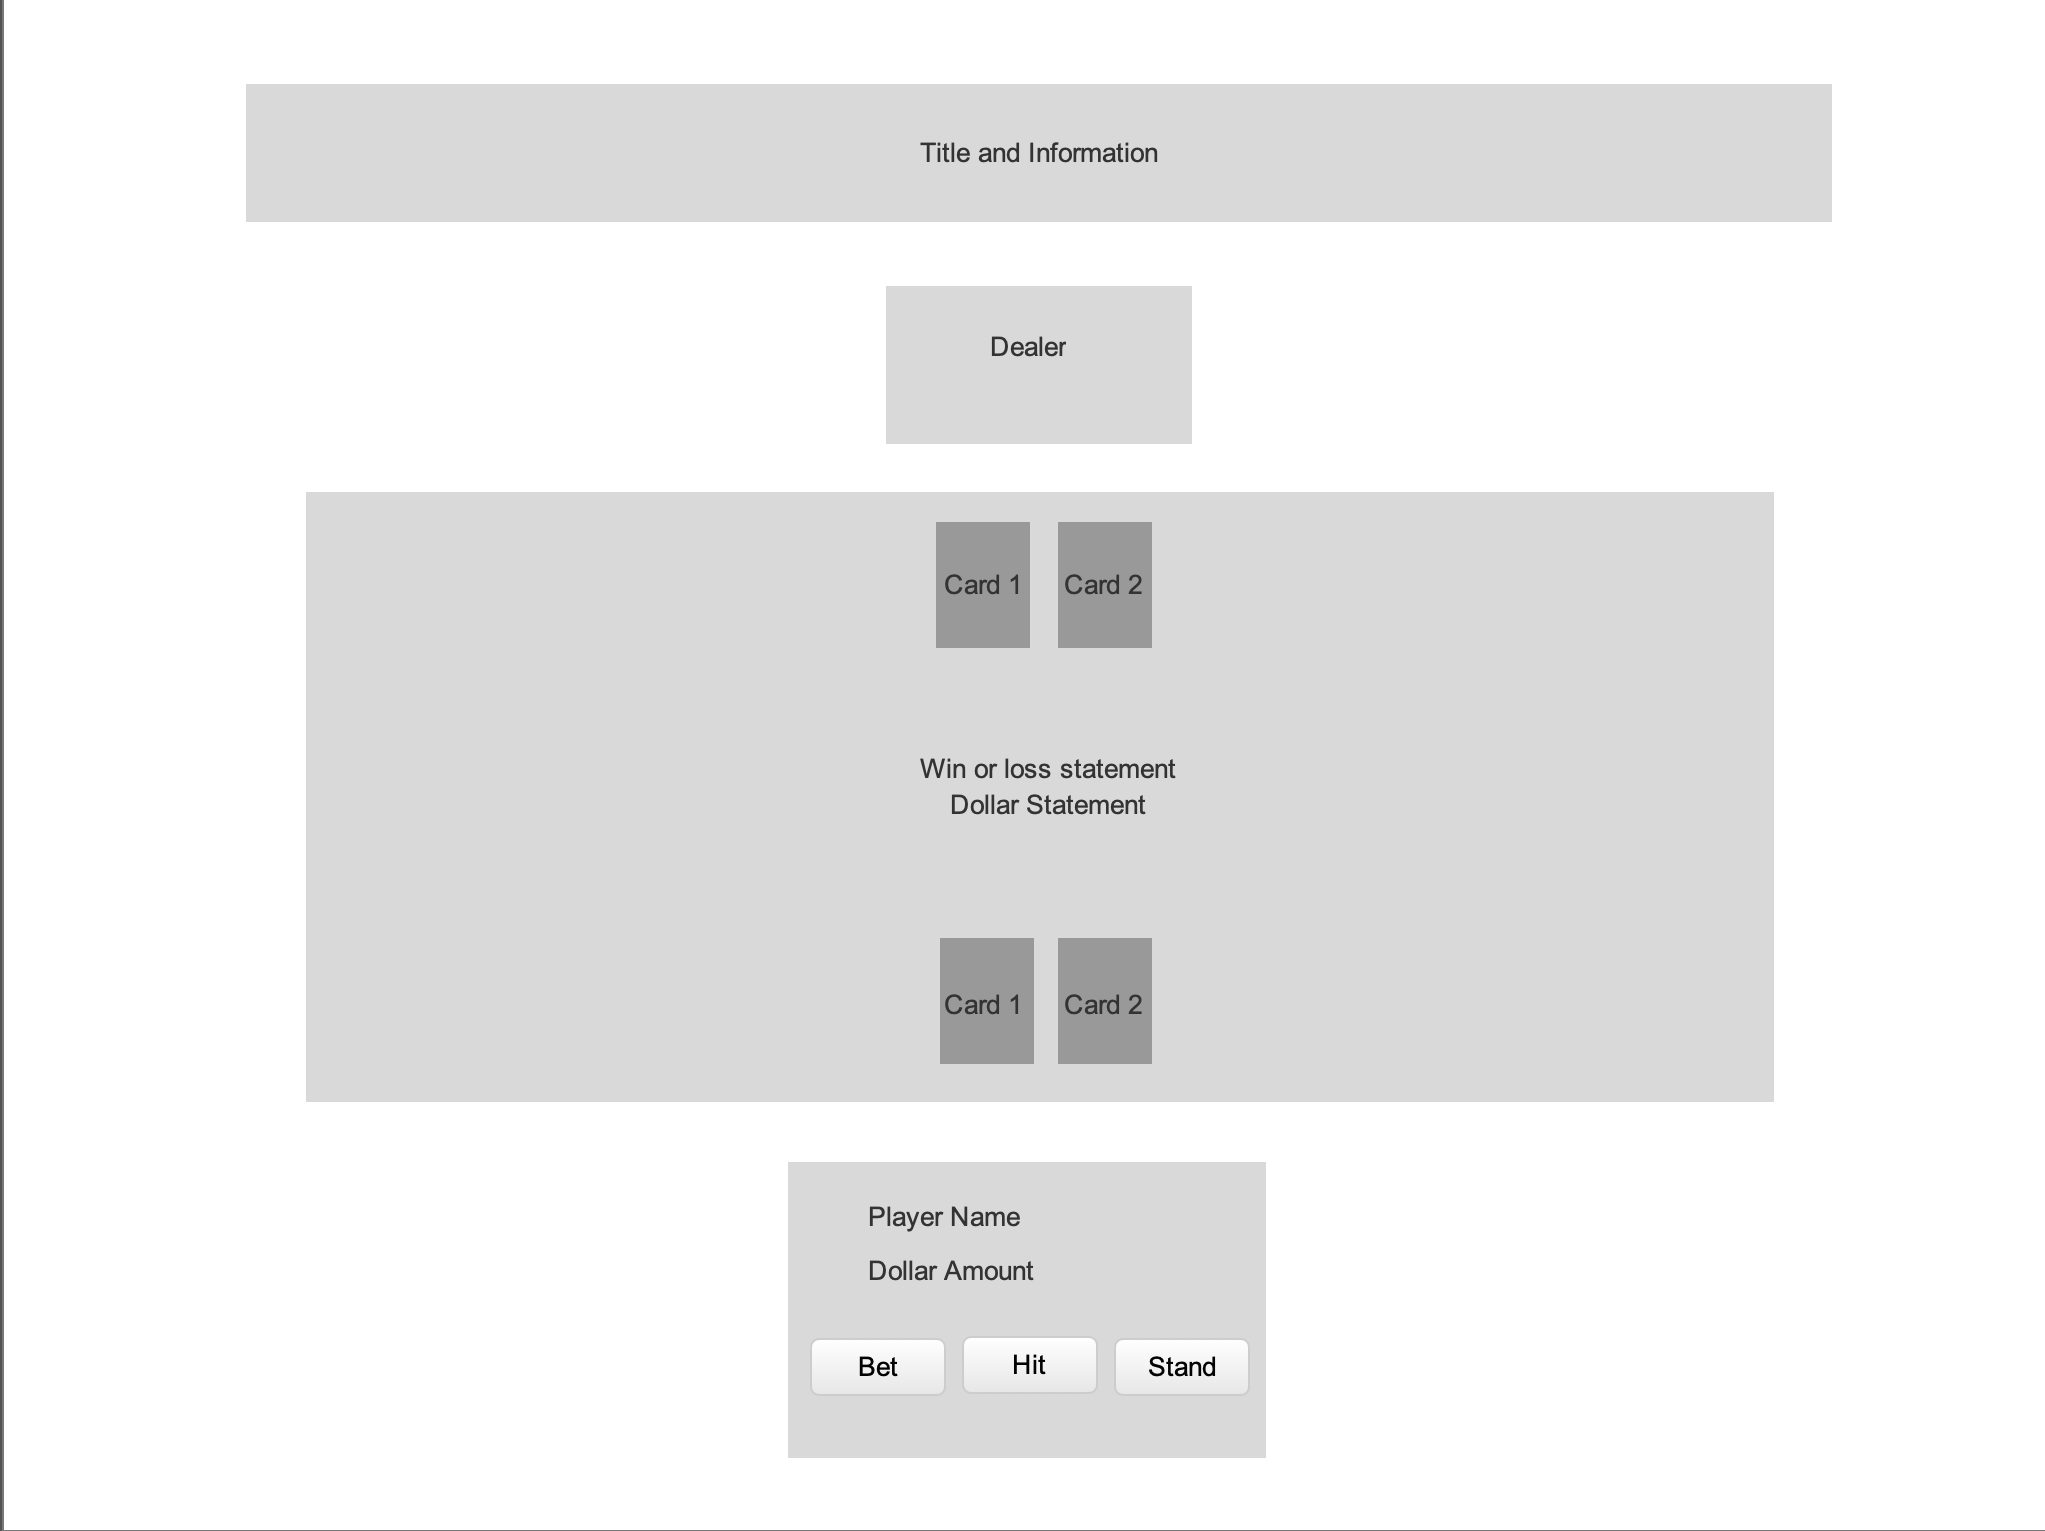 Title and Information
Dealer
Card 1 Card 2
Win or loss statement
Dollar Statement
Card 1 Card 2
Player Name
Dollar Amount
Bet Hit Stand